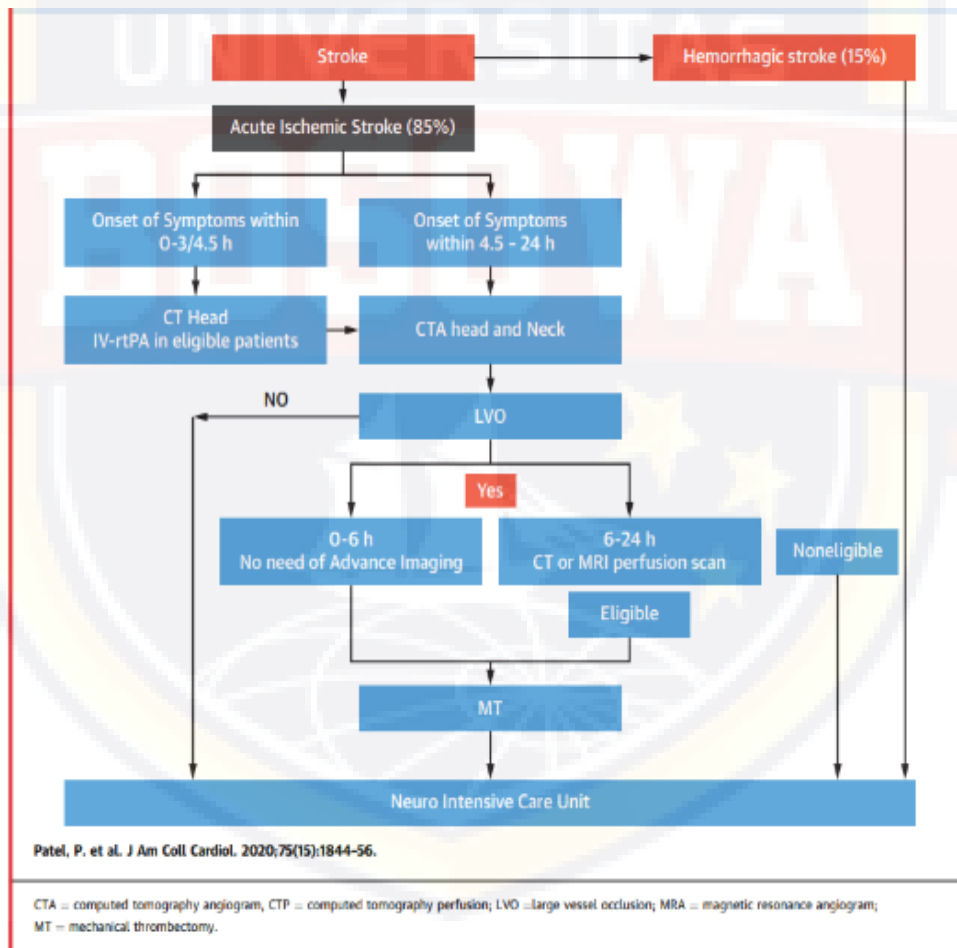 UNIVERSITAS
BOSOWA
Stroke
Hemorrhagic stroke (15%)
Acute Ischemic Stroke (85%)
Onset of Symptoms within
0-3/4.5 h
Onset of Symptoms
within 4.5 - 24 h
CT Head
IV-rtPA in eligible patients
CTA head and Neck
NO
LVO
Yes
0-6 h
No need of Advance Imaging
6-24 h
CT or MRI perfusion scan
Noneligible
Eligible
MT
Neuro Intensive Care Unit
Patel, P. et al. J Am Coll Cardiol. 2020;75(15):1844-56.
CTA = computed tomography angiogram, CTP = computed tomography perfusion; LVO =large vessel occlusion; MRA = magnetic resonance angiogram;
MT = mechanical thrombectomy.